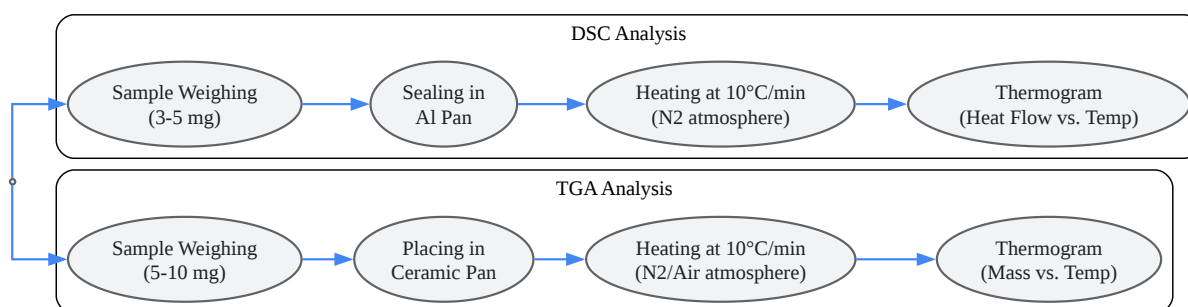 DSC Analysis
Sample Weighing
(3-5 mg)
Sealing in
Al Pan
Heating at 10°C/min
(N2 atmosphere)
Thermogram
(Heat Flow vs. Temp)
TGA Analysis
Sample Weighing
(5-10 mg)
Placing in
Ceramic Pan
Heating at 10°C/min
(N2/Air atmosphere)
Thermogram
(Mass vs. Temp)